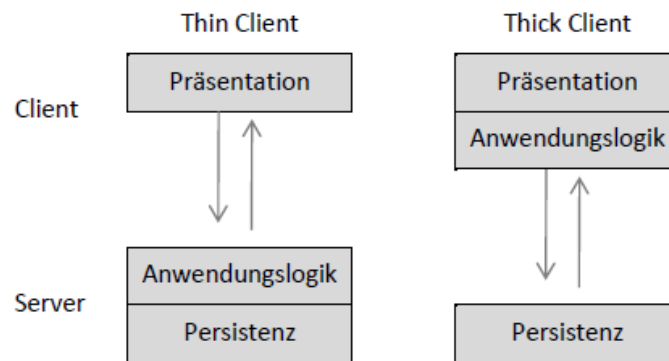 Thin Client
Thick Client
Client
Präsentation
Präsentation
Anwendungslogik
Server
Anwendungslogik
Persistenz
Persistenz